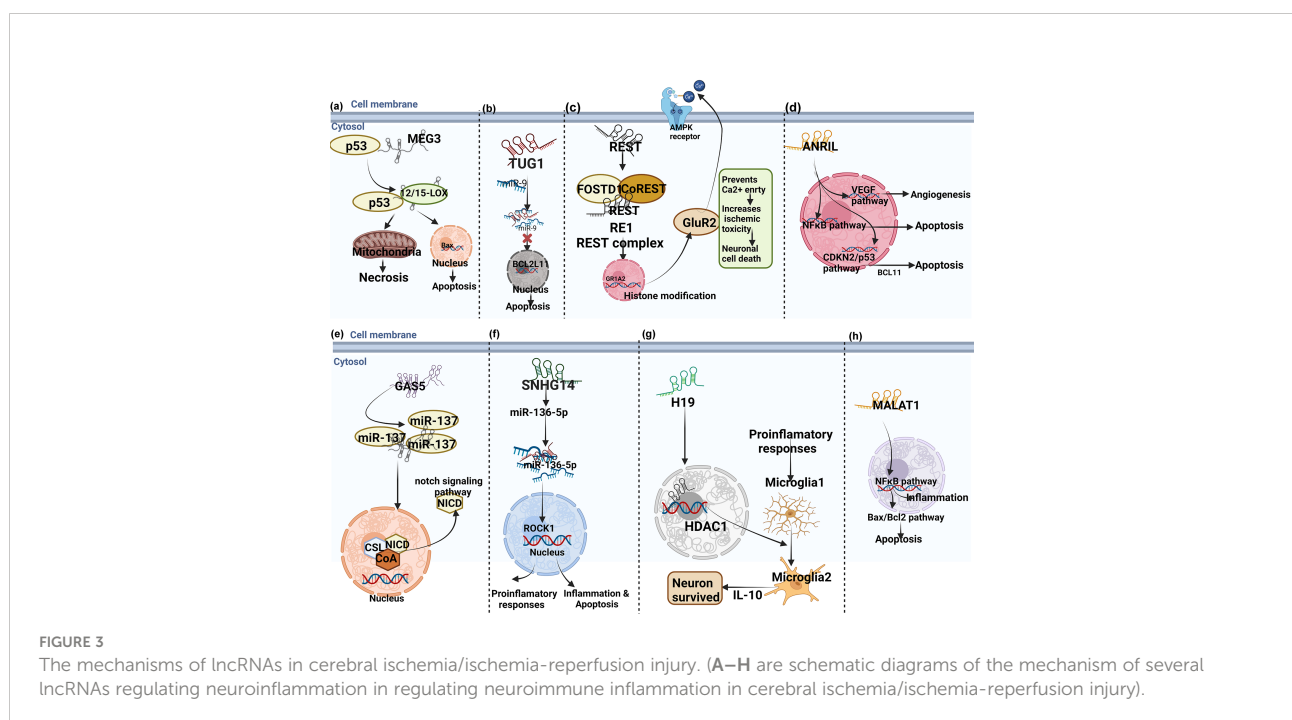 (a) Cell membrane
Cytosol
p53
MEG3
12/15-LOX
p53
Mitochondria
Necrosis
Bax
Nucleus
Apoptosis
(b)
TUG1
miR-9
miR-9
BCL2L11
Nucleus
Apoptosis
(c)
REST
FOSTD1
CoREST
REST
RE1
REST complex
GR1A2
Histone modification
GluR2
AMPK
receptor
Prevents
Ca2+ enrty
Increases
ischemic
toxicity
Neuronal
cell death
(d)
ANRIL
VEGF
pathway
Angiogenesis
NFκB pathway
Apoptosis
CDKN2/p53
pathway
BCL11
Apoptosis
(e) Cell membrane
Cytosol
GAS5
miR-137
miR-137
miR-137
notch signaling
pathway
NICD
CSL
NICD
CoA
Nucleus
(f)
SNHG14
miR-136-5p
miR-136-5p
ROCK1
Nucleus
Proinflamatory
responses
Inflammation &
Apoptosis
(g)
H19
HDAC1
Proinflamatory
responses
Microglia1
Microglia2
IL-10
Neuron
survived
(h)
MALAT1
NFκB pathway
Inflammation
Bax/Bcl2 pathway
Apoptosis
FIGURE 3
The mechanisms of lncRNAs in cerebral ischemia/ischemia-reperfusion injury. (A–H are schematic diagrams of the mechanism of several
lncRNAs regulating neuroinflammation in regulating neuroimmune inflammation in cerebral ischemia/ischemia-reperfusion injury).